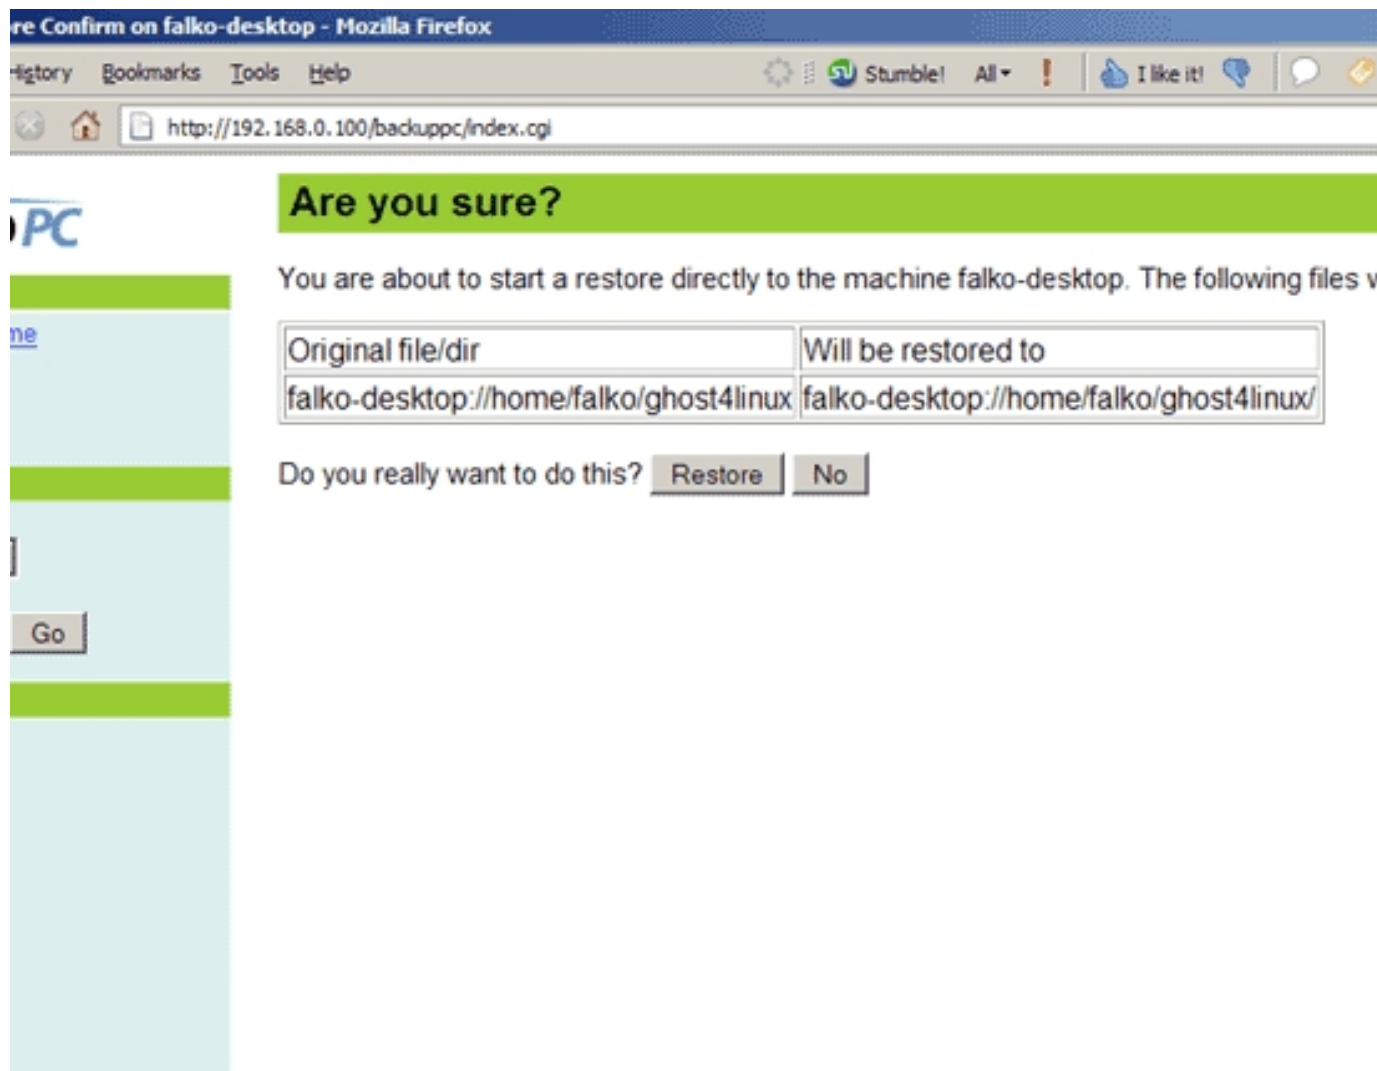 re Confirm on falko-desktop - Mozilla Firefox
History Bookmarks Tools Help Stumble! All I like it!
http://192.168.0.100/backuppc/index.cgi
PC
Are you sure?
You are about to start a restore directly to the machine falko-desktop. The following files
me
Original file/dir Will be restored to
falko-desktop://home/falko/ghost4linux falko-desktop://home/falko/ghost4linux/
Do you really want to do this? Restore No
Go